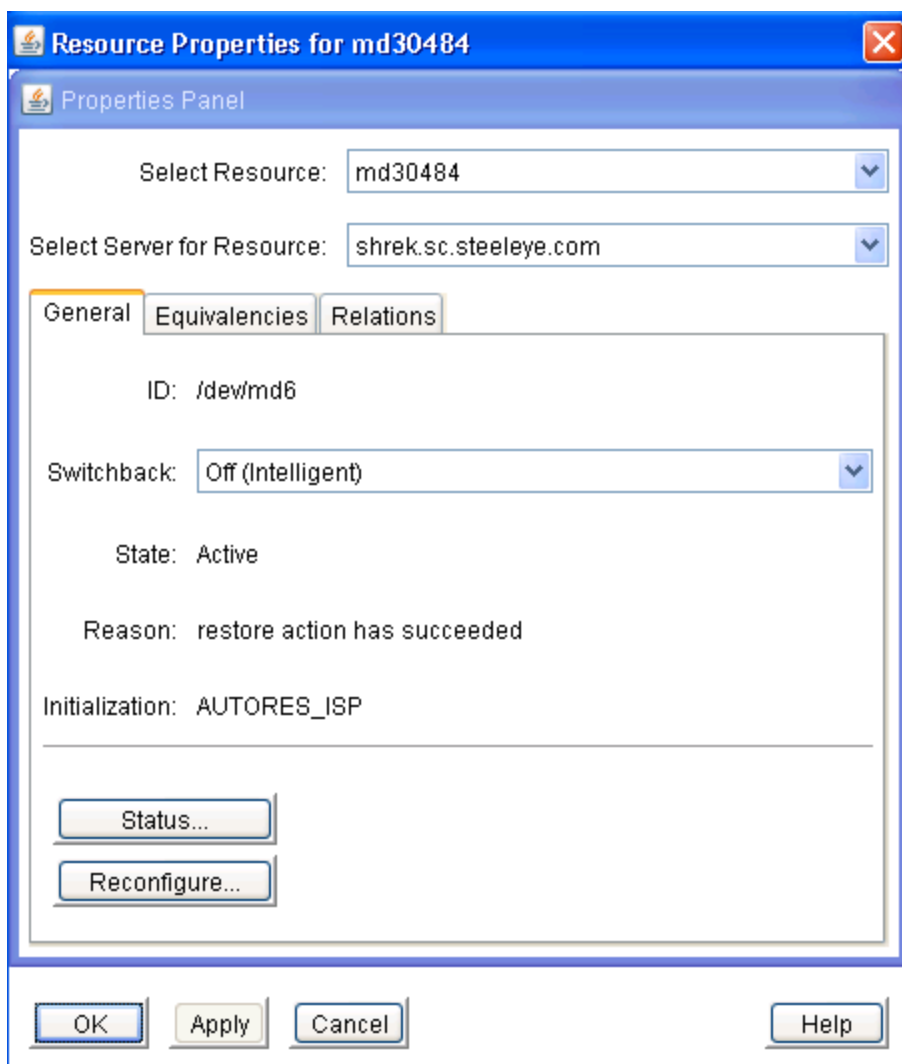 Resource Properties for md30484
Properties Panel
Select Resource: md30484
Select Server for Resource: shrek.sc.steeleye.com
General Equivalencies Relations
ID: /dev/md6
Switchback: Off (Intelligent)
State: Active
Reason: restore action has succeeded
Initialization: AUTORES_ISP
Status...
Reconfigure...
OK Apply Cancel Help